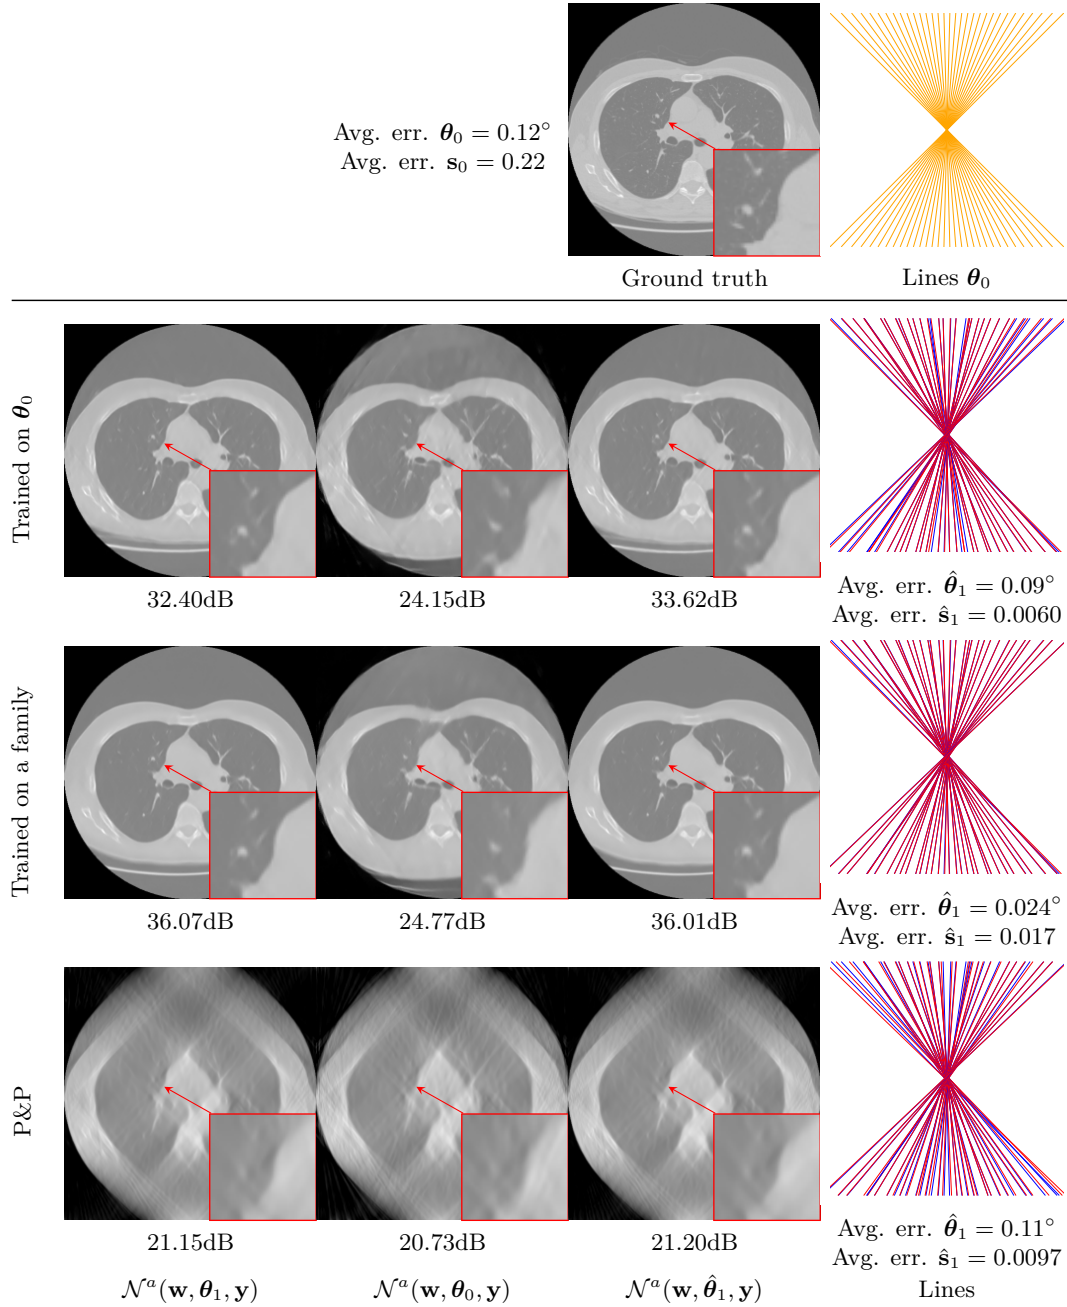 Avg. err. θ₀ = 0.12°
Avg. err. s₀ = 0.22
Ground truth
Lines θ₀
Trained on θ₀
32.40dB
24.15dB
33.62dB
Avg. err. θ̂₁ = 0.09°
Avg. err. ŝ₁ = 0.0060
Trained on a family
36.07dB
24.77dB
36.01dB
Avg. err. θ̂₁ = 0.024°
Avg. err. ŝ₁ = 0.017
P&P
21.15dB
20.73dB
21.20dB
Avg. err. θ̂₁ = 0.11°
Avg. err. ŝ₁ = 0.0097
𝒩ᵃ(w, θ₁, y)
𝒩ᵃ(w, θ₀, y)
𝒩ᵃ(w, θ̂₁, y)
Lines